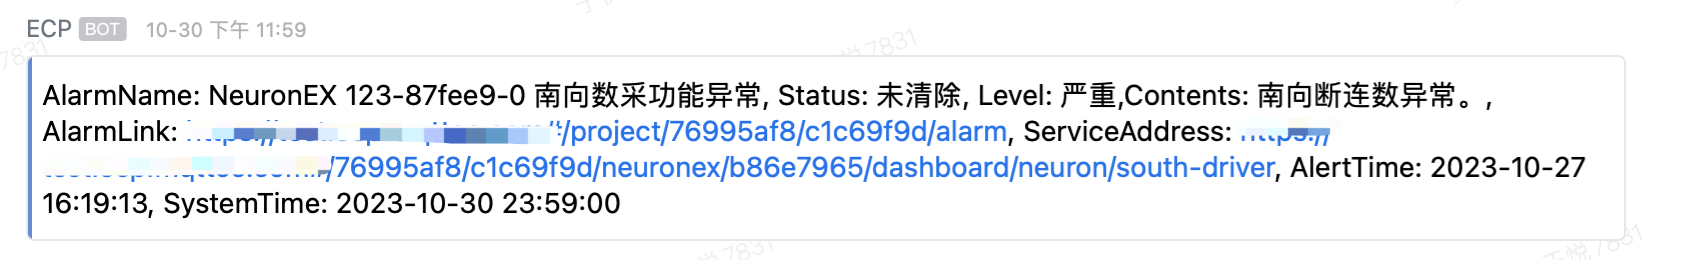 ECP BOT 10-30 下午 11:59
AlarmName: NeuronEX 123-87fee9-0 南向数采功能异常, Status: 未清除, Level: 严重,Contents: 南向断连数异常。,
AlarmLink: /project/76995af8/c1c69f9d/alarm, ServiceAddress: https://
/76995af8/c1c69f9d/neuronex/b86e7965/dashboard/neuron/south-driver, AlertTime: 2023-10-27
16:19:13, SystemTime: 2023-10-30 23:59:00